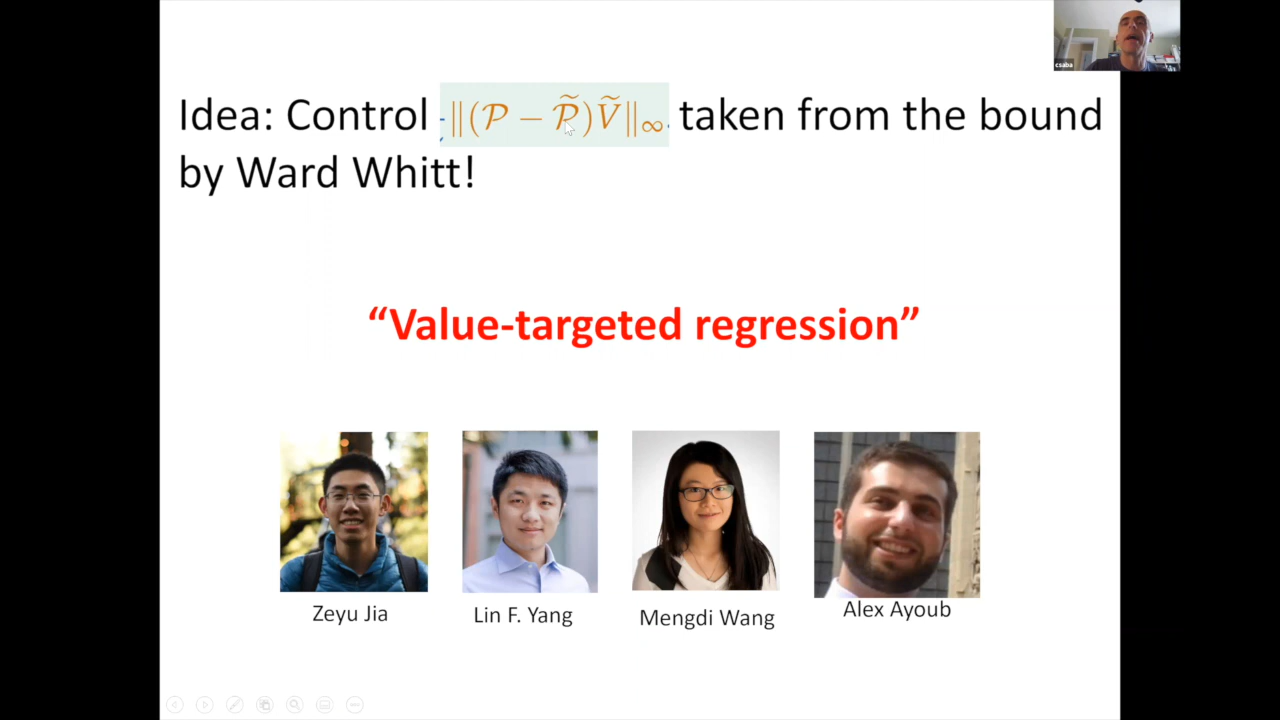 csaba
Idea: Control ‖(𝒫 − 𝒫̃)Ṽ‖∞ taken from the bound
by Ward Whitt!
“Value-targeted regression”
Zeyu Jia
Lin F. Yang
Mengdi Wang
Alex Ayoub